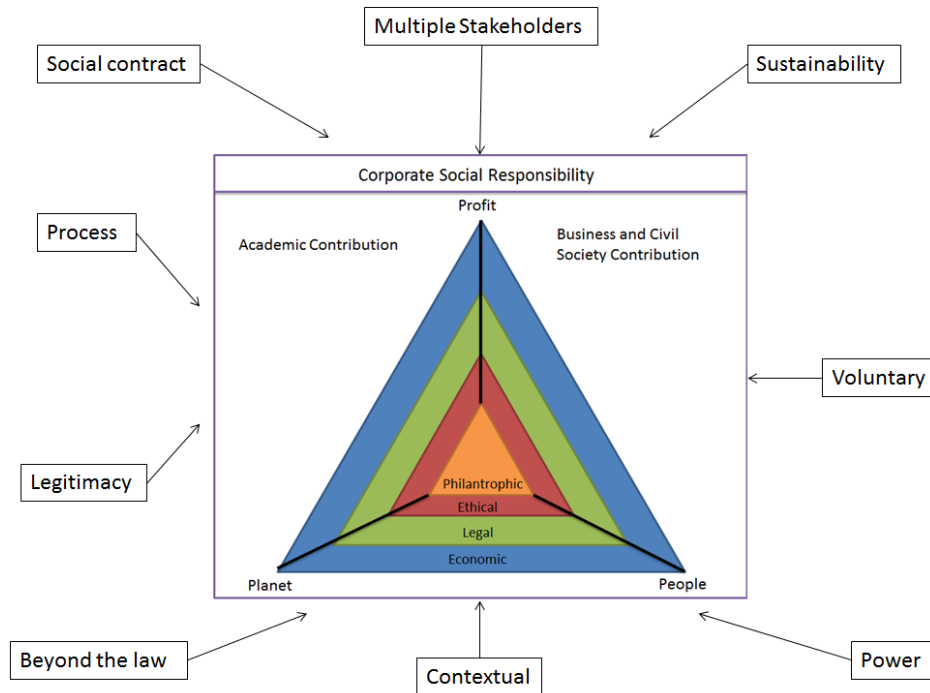 Multiple Stakeholders
Social contract
Sustainability
Corporate Social Responsibility
Profit
Process
Academic Contribution
Business and Civil
Society Contribution
Voluntary
Legitimacy
Philantrophic
Ethical
Legal
Economic
Planet
People
Beyond the law
Contextual
Power